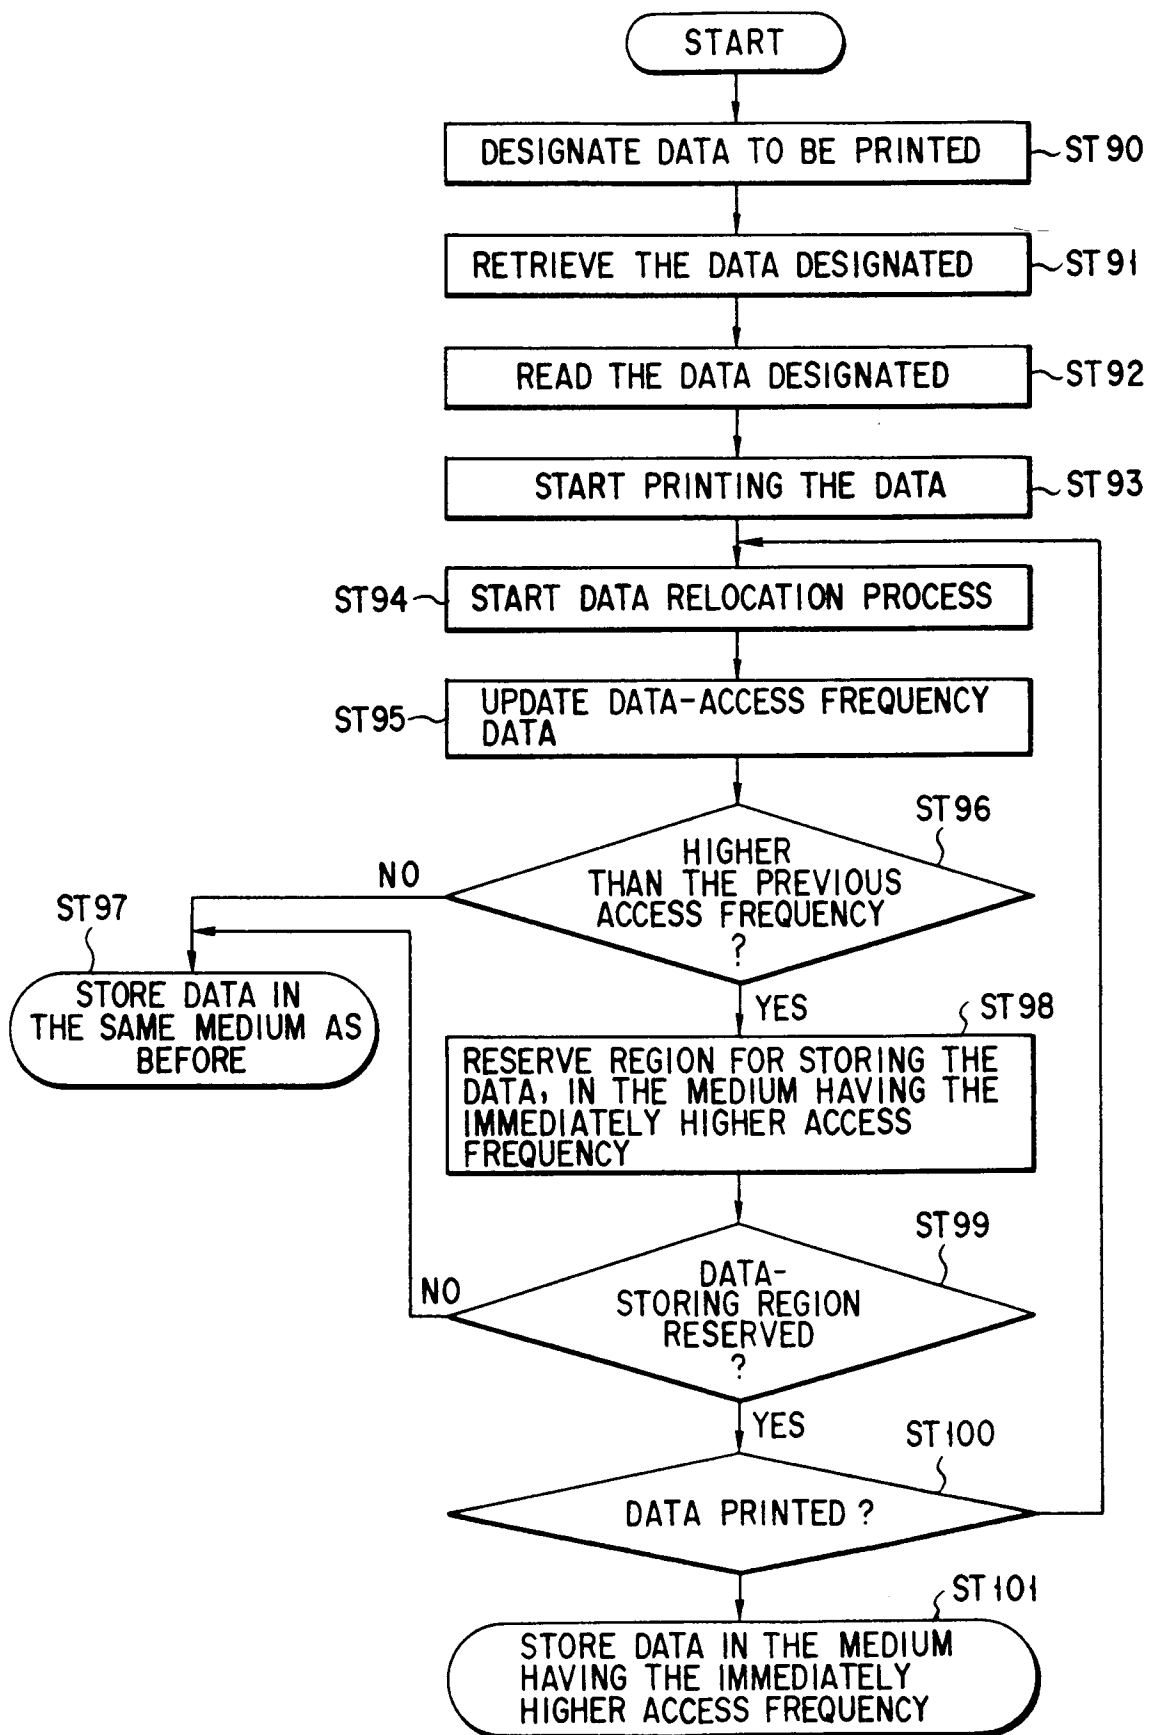 START
DESIGNATE DATA TO BE PRINTED
ST90
RETRIEVE THE DATA DESIGNATED
ST91
READ THE DATA DESIGNATED
ST92
START PRINTING THE DATA
ST93
ST94
START DATA RELOCATION PROCESS
ST95
UPDATE DATA-ACCESS FREQUENCY
DATA
ST96
HIGHER
THAN THE PREVIOUS
ACCESS FREQUENCY
?
NO
YES
ST97
STORE DATA IN
THE SAME MEDIUM AS
BEFORE
ST98
RESERVE REGION FOR STORING THE
DATA, IN THE MEDIUM HAVING THE
IMMEDIATELY HIGHER ACCESS
FREQUENCY
ST99
DATA-
STORING REGION
RESERVED
?
NO
YES
ST100
DATA PRINTED ?
ST101
STORE DATA IN THE MEDIUM
HAVING THE IMMEDIATELY
HIGHER ACCESS FREQUENCY